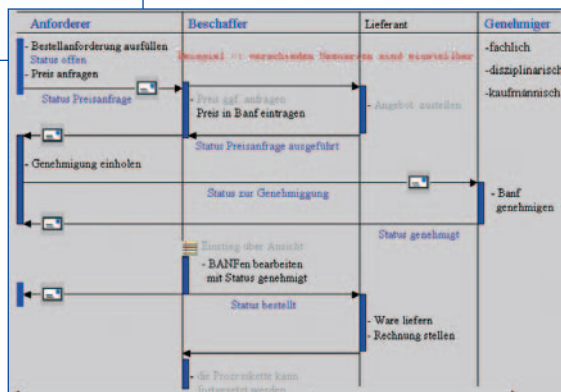 Anforderer
Beschaffer
Lieferant
Genehmiger
- Bestellanforderung ausfüllen
Status offen
- Preis anfragen
Beispiel : verschieden Szenarien sind einstellbar
-fachlich
-disziplinarisch
-kaufmännisch
Status Preisanfrage
- Preis ggf. anfragen
Preis in Banf eintragen
- Angebot erstellen
Status Preisanfrage ausgeführt
- Genehmigung einholen
Status zur Genehmiggung
- Banf
genehmigen
Status genehmigt
Einstieg über Ansicht
- BANFen bearbeiten
mit Status genehmigt
Status bestellt
- Ware liefern
- Rechnung stellen
- die Prozesskette kann
fortgesetzt werden